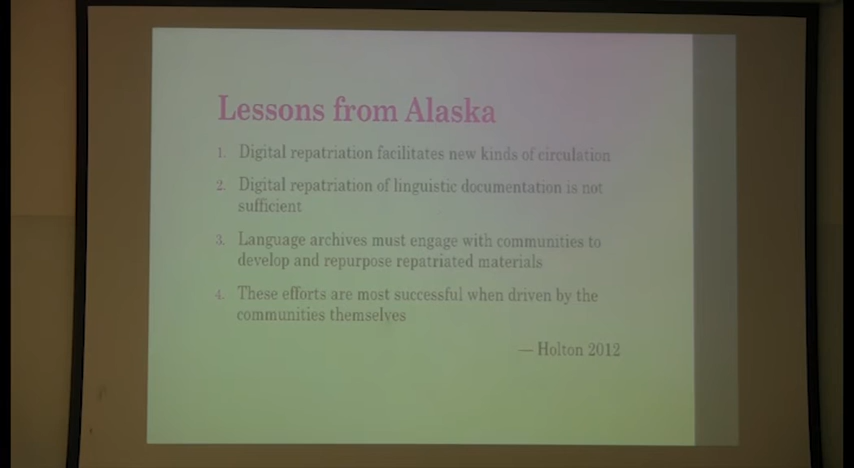 Lessons from Alaska
1. Digital repatriation facilitates new kinds of circulation
2. Digital repatriation of linguistic documentation is not
sufficient
3. Language archives must engage with communities to
develop and repurpose repatriated materials
4. These efforts are most successful when driven by the
communities themselves
— Holton 2012